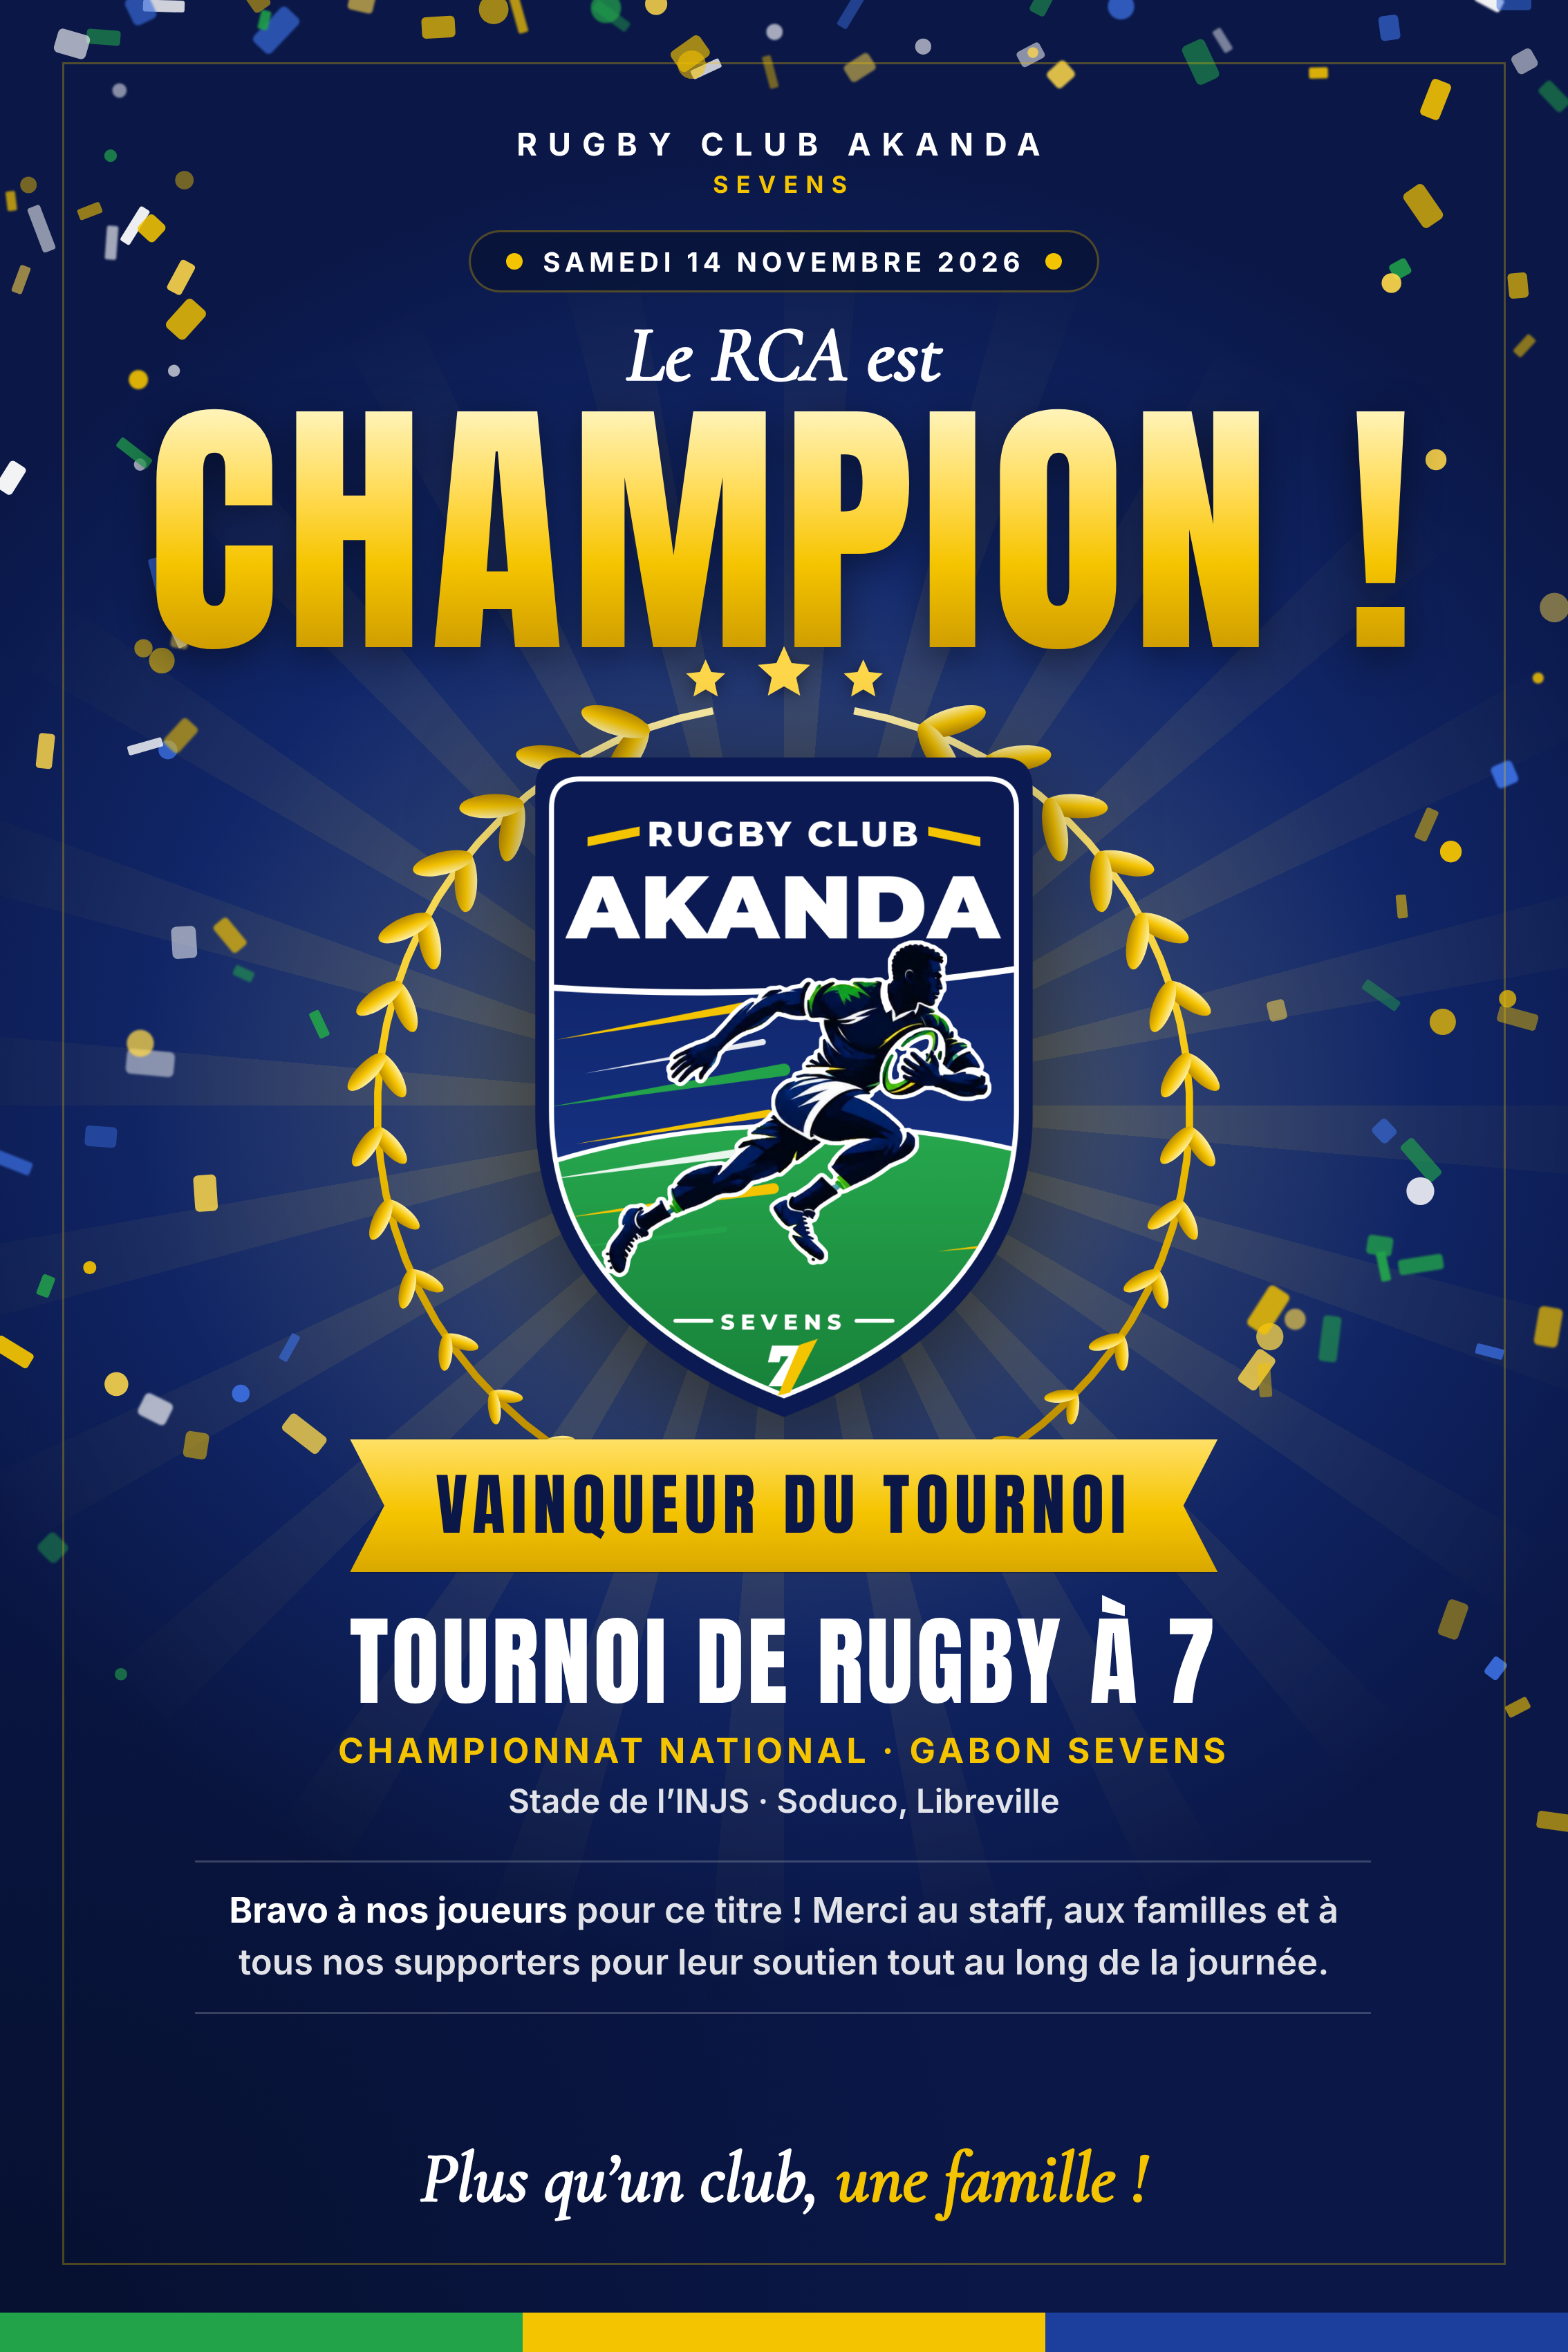 RUGBY CLUB AKANDA
SEVENS
SAMEDI 14 NOVEMBRE 2026
Le RCA est
CHAMPION !
RUGBY CLUB
AKANDA
SEVENS
7
VAINQUEUR DU TOURNOI
TOURNOI DE RUGBY À 7
CHAMPIONNAT NATIONAL · GABON SEVENS
Stade de l’INJS · Soduco, Libreville
Bravo à nos joueurs pour ce titre ! Merci au staff, aux familles et à
tous nos supporters pour leur soutien tout au long de la journée.
Plus qu’un club, une famille !